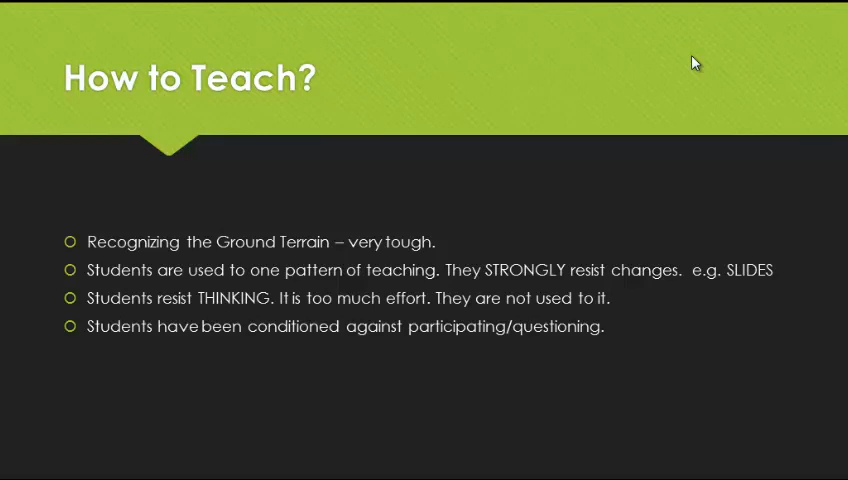 How to Teach?
Recognizing the Ground Terrain – very tough.
Students are used to one pattern of teaching. They STRONGLY resist changes. e.g. SLIDES
Students resist THINKING. It is too much effort. They are not used to it.
Students have been conditioned against participating/questioning.